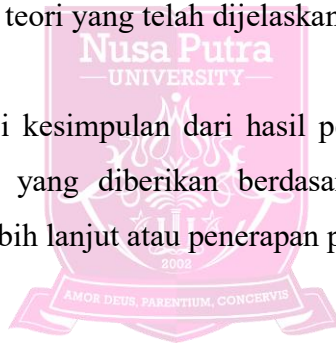 teori yang telah dijelaskan
Nusa Putra
UNIVERSITY
i kesimpulan dari hasil p
yang diberikan berdasa
bih lanjut atau penerapan p
2002
AMOR DEUS, PARENTIUM, CONCERVIS